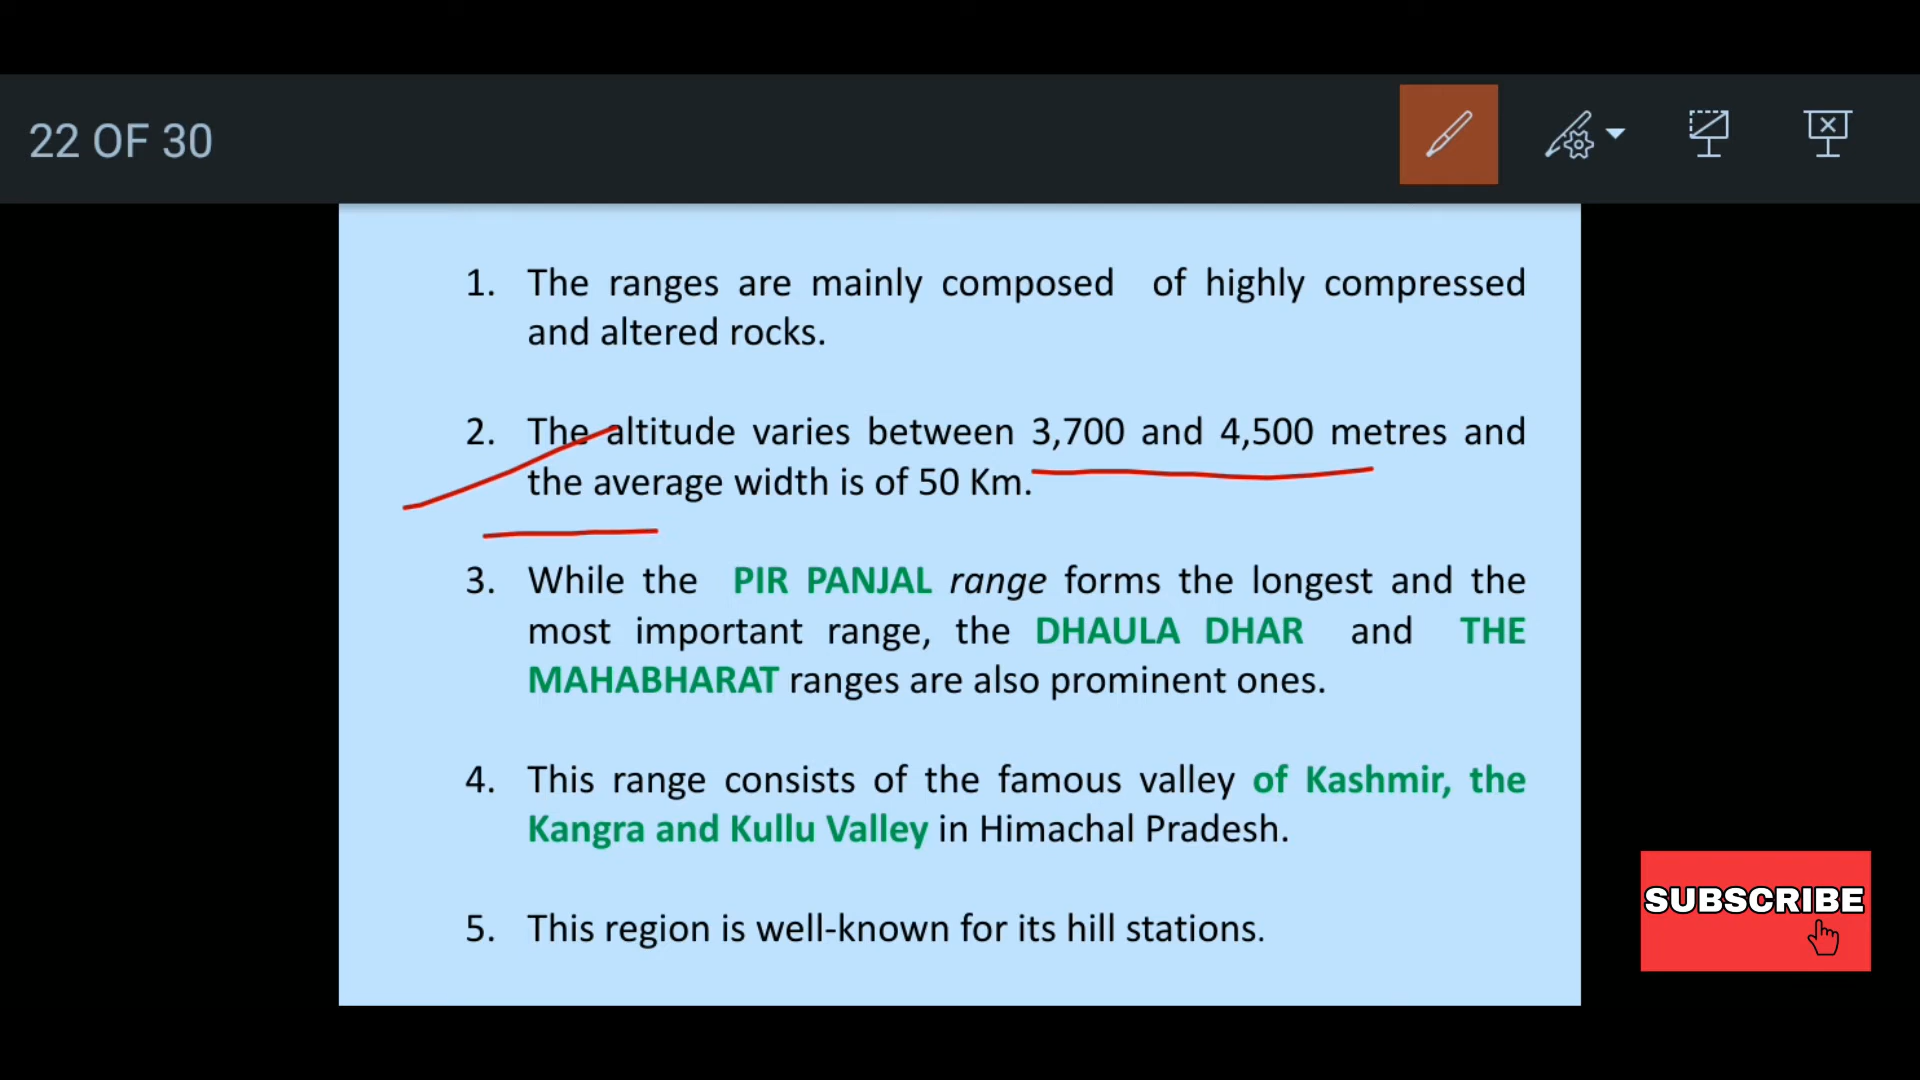 22 OF 30
1. The ranges are mainly composed of highly compressed
and altered rocks.
2. The altitude varies between 3,700 and 4,500 metres and
the average width is of 50 Km.
3. While the PIR PANJAL range forms the longest and the
most important range, the DHAULA DHAR and THE
MAHABHARAT ranges are also prominent ones.
4. This range consists of the famous valley of Kashmir, the
Kangra and Kullu Valley in Himachal Pradesh.
5. This region is well-known for its hill stations.
SUBSCRIBE